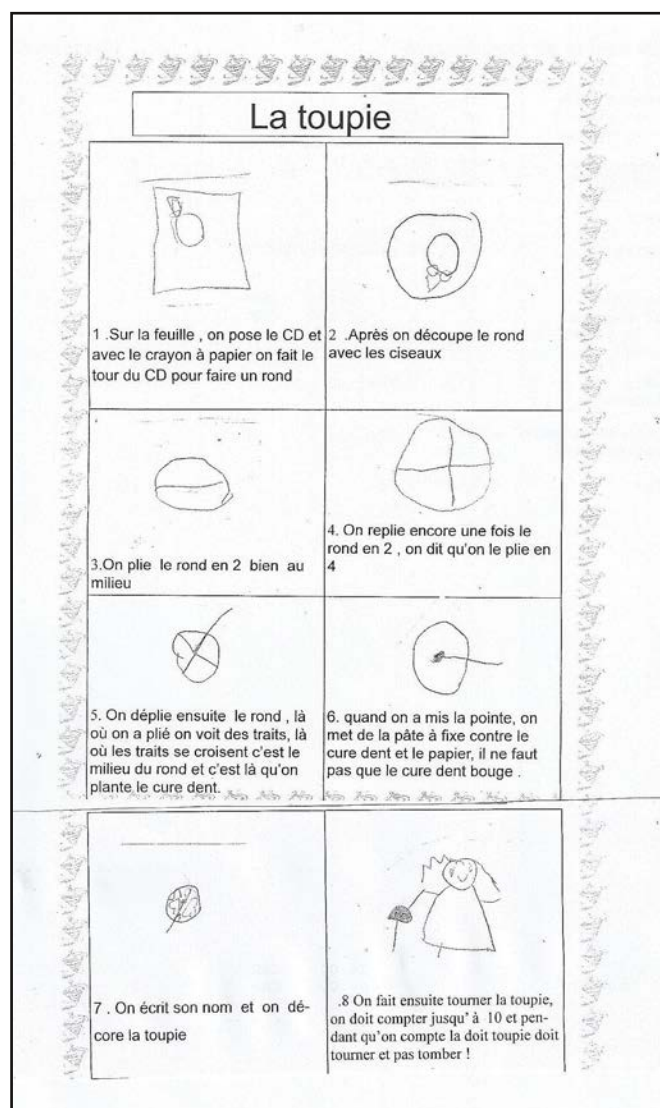 La toupie
1 .Sur la feuille , on pose le CD et
avec le crayon à papier on fait le
tour du CD pour faire un rond
2 .Après on découpe le rond
avec les ciseaux
3.On plie le rond en 2 bien au
milieu
4. On replie encore une fois le
rond en 2 , on dit qu'on le plie en
4
5. On déplie ensuite le rond , là
où on a plié on voit des traits, là
où les traits se croisent c'est le
milieu du rond et c'est là qu'on
plante le cure dent.
6. quand on a mis la pointe, on
met de la pâte à fixe contre le
cure dent et le papier, il ne faut
pas que le cure dent bouge .
7 . On écrit son nom et on dé-
core la toupie
.8 On fait ensuite tourner la toupie,
on doit compter jusqu' à 10 et pen-
dant qu'on compte la doit toupie doit
tourner et pas tomber !